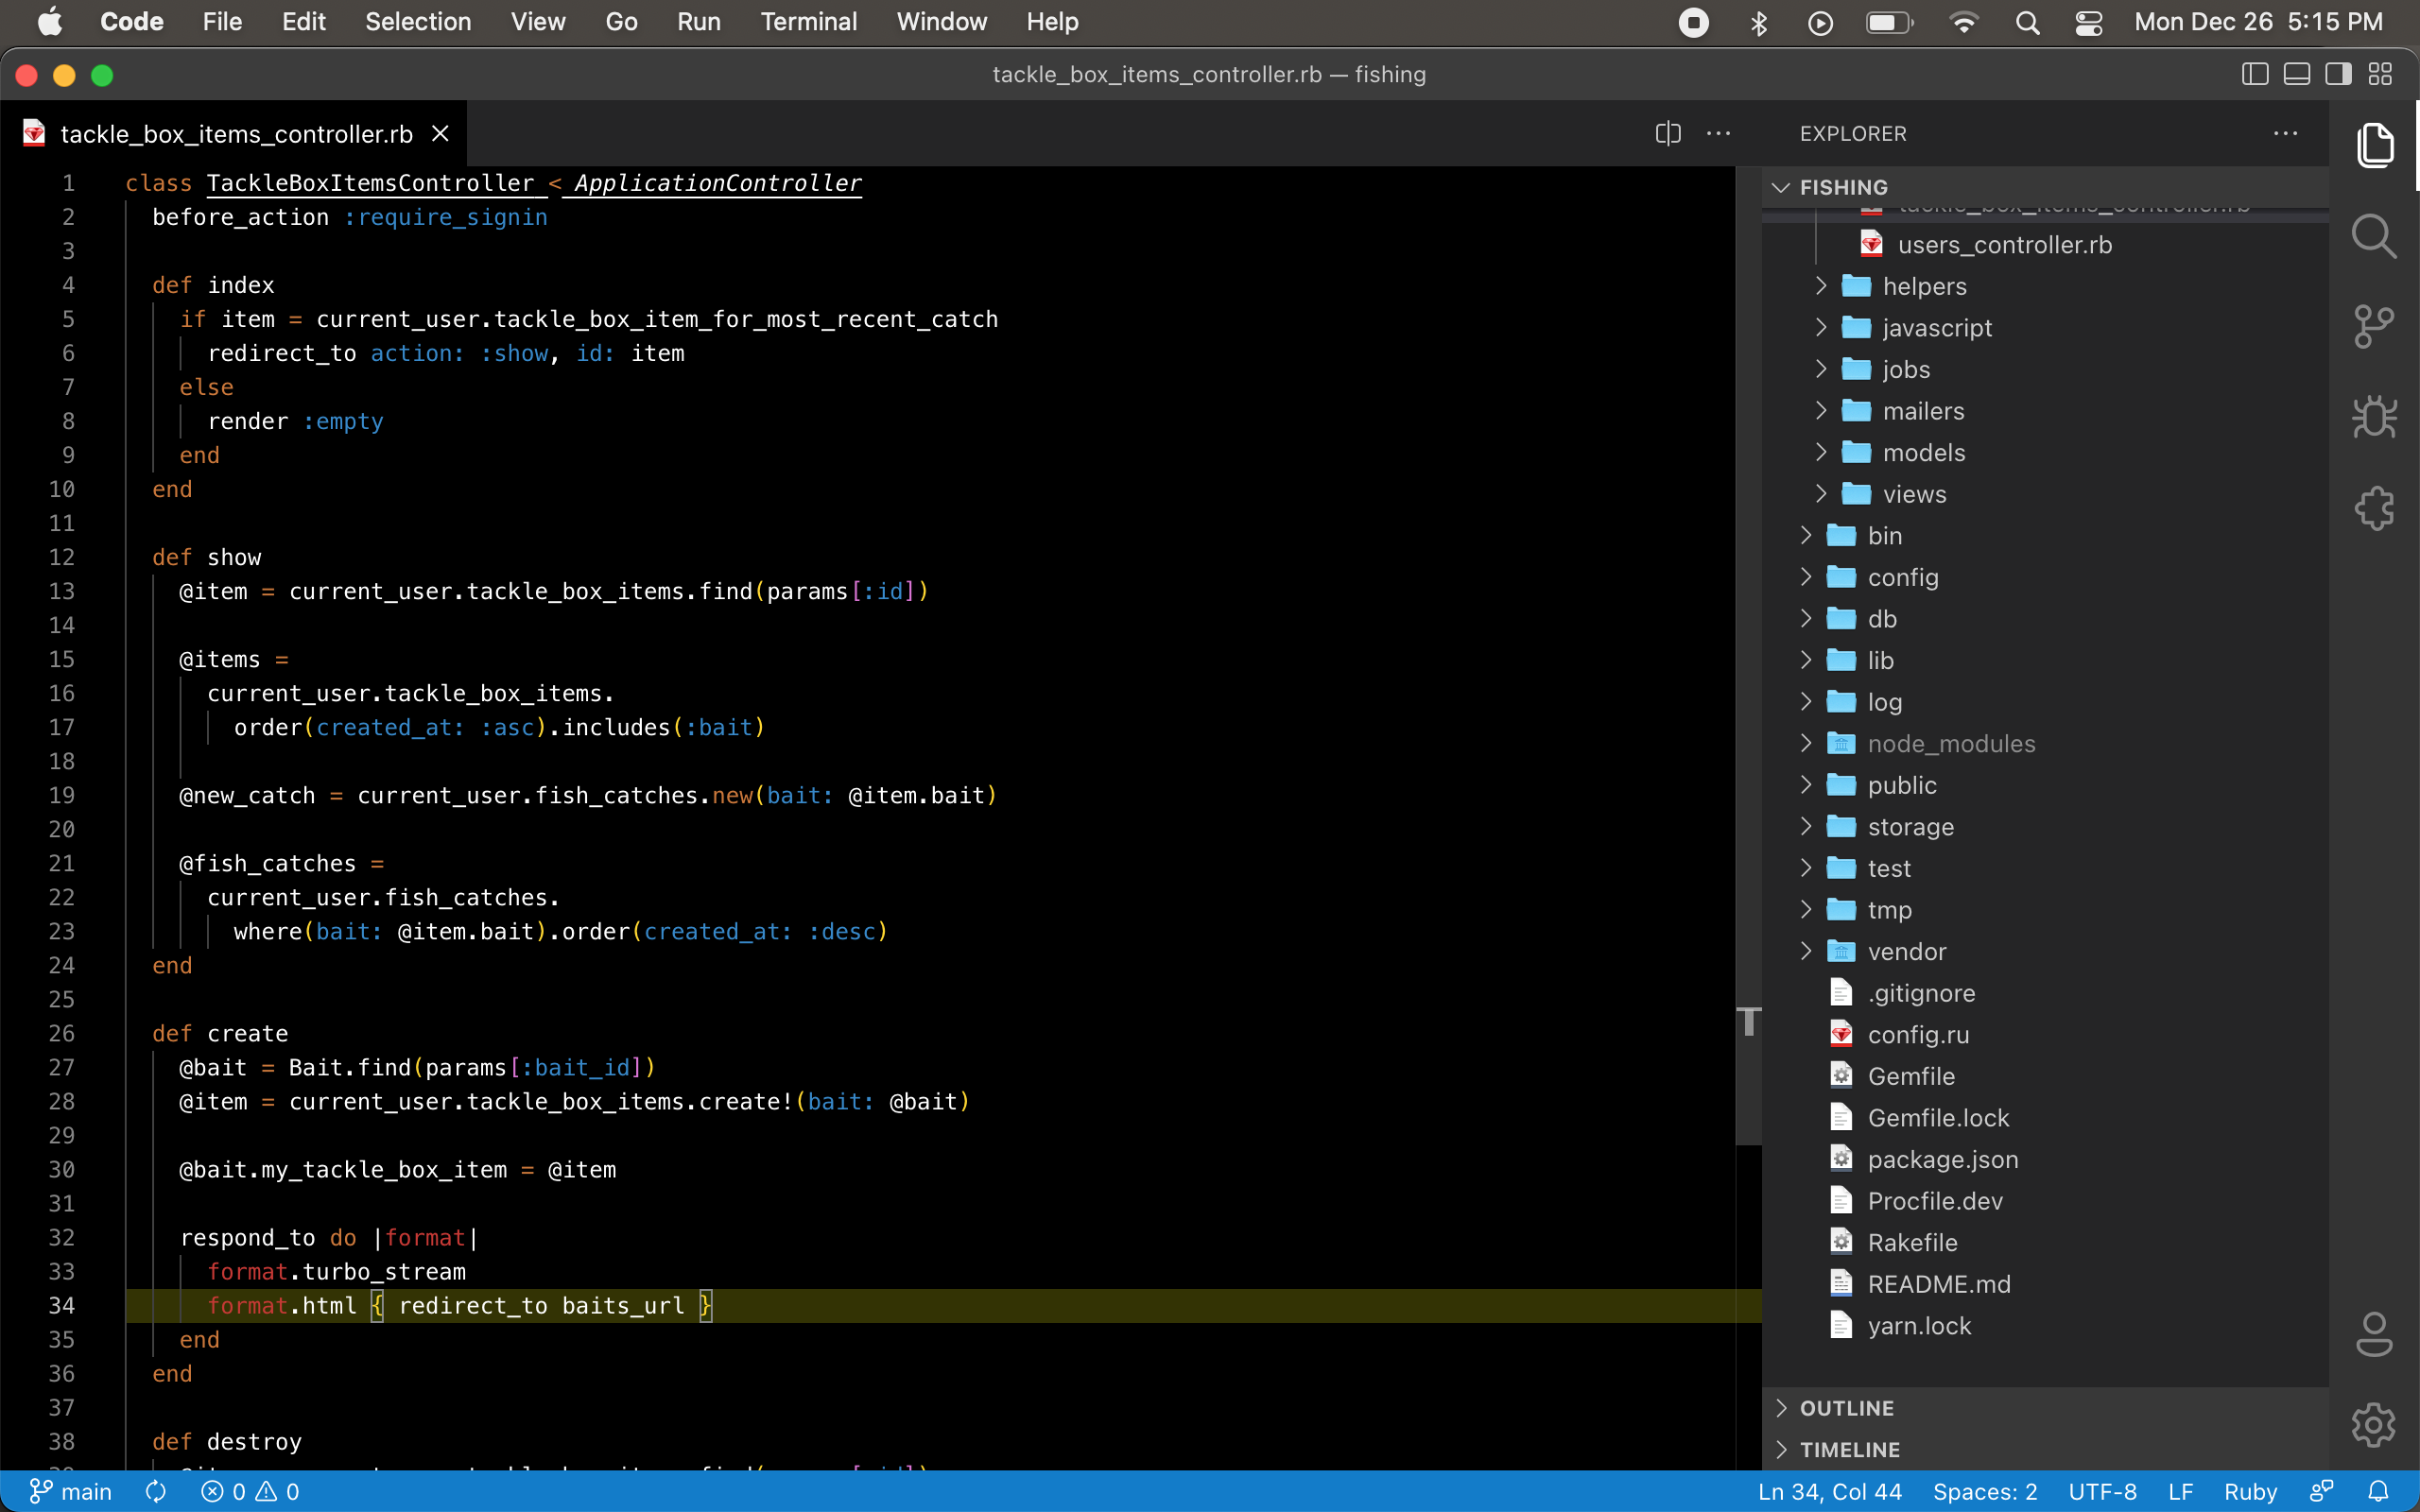 Code File Edit Selection View Go Run Terminal Window Help Mon Dec 26 5:15 PM
tackle_box_items_controller.rb — fishing
tackle_box_items_controller.rb
EXPLORER
FISHING
1 class TackleBoxItemsController < ApplicationController
2   before_action :require_signin
3
4   def index
5     if item = current_user.tackle_box_item_for_most_recent_catch
6       redirect_to action: :show, id: item
7     else
8       render :empty
9     end
10   end
11
12   def show
13     @item = current_user.tackle_box_items.find(params[:id])
14
15     @items =
16       current_user.tackle_box_items.
17         order(created_at: :asc).includes(:bait)
18
19     @new_catch = current_user.fish_catches.new(bait: @item.bait)
20
21     @fish_catches =
22       current_user.fish_catches.
23         where(bait: @item.bait).order(created_at: :desc)
24   end
25
26   def create
27     @bait = Bait.find(params[:bait_id])
28     @item = current_user.tackle_box_items.create!(bait: @bait)
29
30     @bait.my_tackle_box_item = @item
31
32     respond_to do |format|
33       format.turbo_stream
34       format.html { redirect_to baits_url }
35     end
36   end
37
38   def destroy
tackle_box_items_controller.rb
users_controller.rb
helpers
javascript
jobs
mailers
models
views
bin
config
db
lib
log
node_modules
public
storage
test
tmp
vendor
.gitignore
config.ru
Gemfile
Gemfile.lock
package.json
Procfile.dev
Rakefile
README.md
yarn.lock
OUTLINE
TIMELINE
main 0 0 Ln 34, Col 44 Spaces: 2 UTF-8 LF Ruby